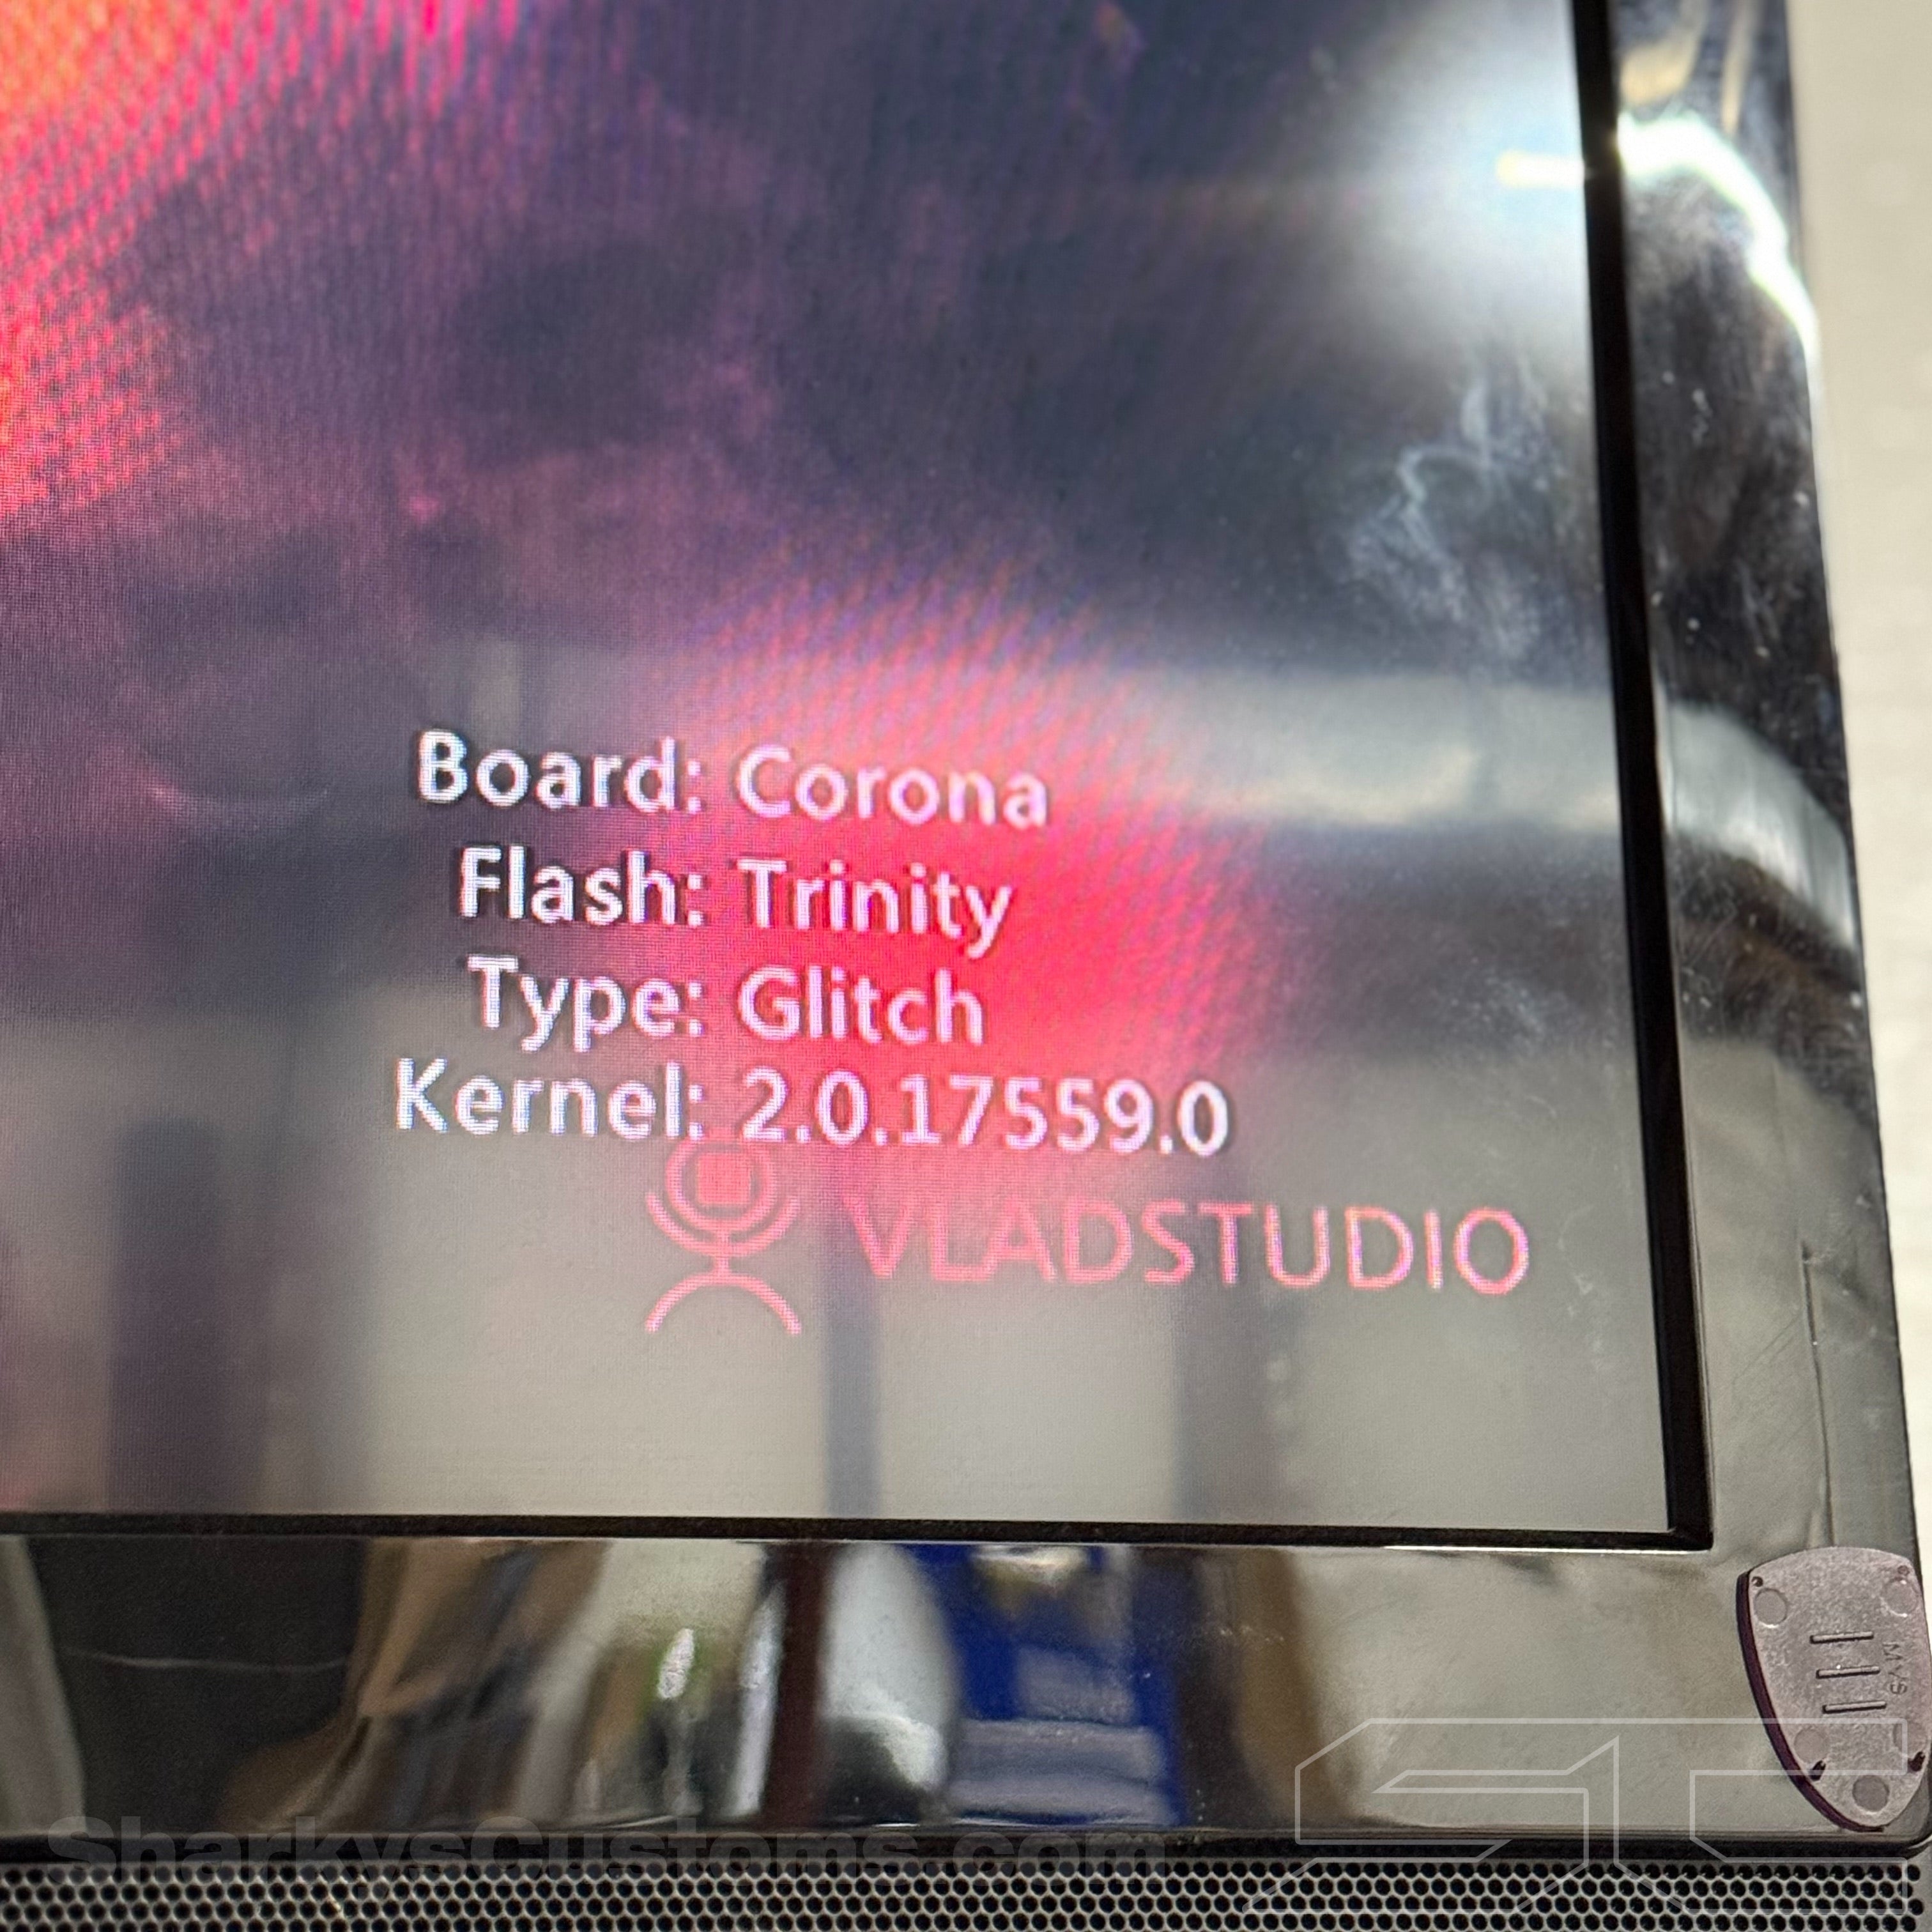 Board: Corona
Flash: Trinity
Type: Glitch
Kernel: 2.0.17559.0
VLADSTUDIO
SharkysCustoms.com